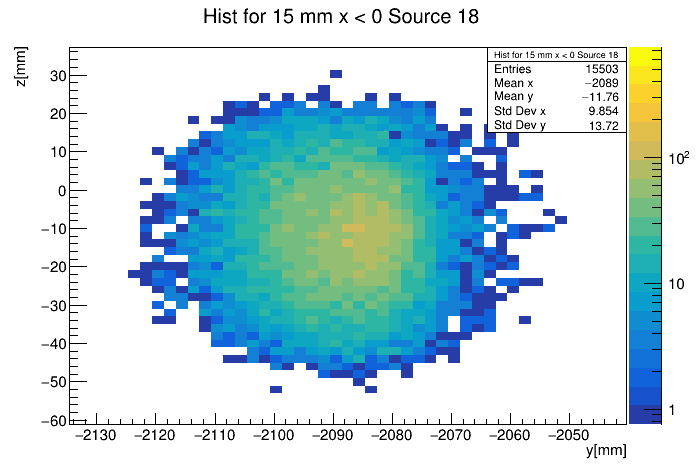 Hist for 15 mm x < 0 Source 18
z[mm]
Hist for 15 mm x < 0 Source 18
Entries 15503
Mean x −2089
Mean y −11.76
Std Dev x 9.854
Std Dev y 13.72
30
20
10
0
−10
−20
−30
−40
−50
−60
10²
10
1
−2130 −2120 −2110 −2100 −2090 −2080 −2070 −2060 −2050
y[mm]